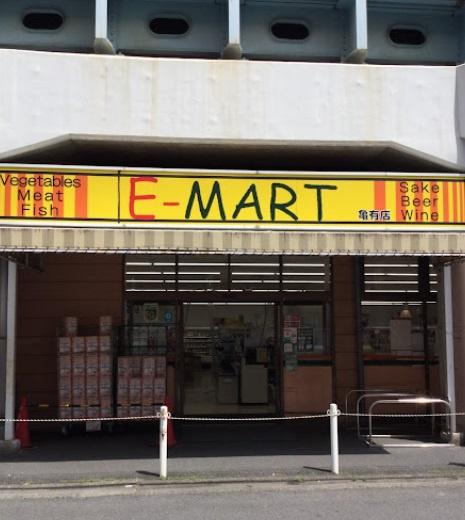 Vegetables
Meat
Fish
E-MART
亀有店
Sake
Beer
Wine